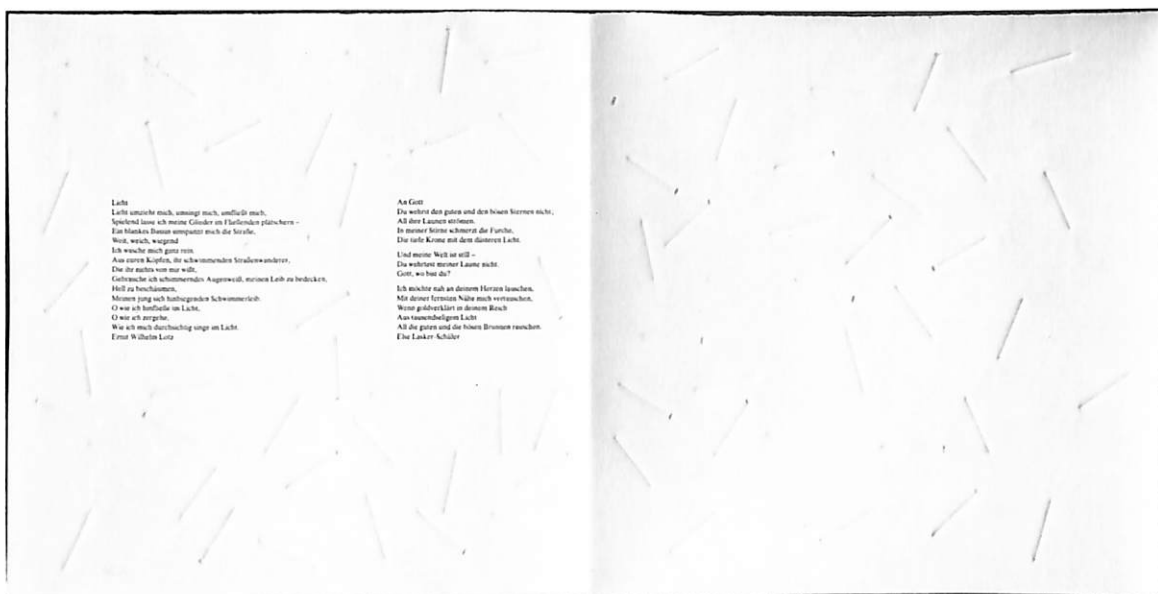 Licht
Licht umzieht mich, umsingt mich, umfließt mich,
Spielend lasse ich meine Glieder im Fließenden plätschern –
Ein blankes Bassin umspannt mich die Straße,
Weit, weich, wiegend
Ich wasche mich ganz rein
Aus euren Köpfen, ihr schwimmenden Straßenwanderer,
Die ihr nichts von mir wißt,
Gebrauche ich schimmerndes Augenweiß, meinen Leib zu bedecken,
Hell zu beschäumen,
Meinen jung sich hinbiegenden Schwimmerleib.
O wie ich hinfließe im Licht,
O wie ich zergehe,
Wie ich mich durchsichtig singe im Licht.
Ernst Wilhelm Lotz
An Gott
Du wehrst den guten und den bösen Sternen nicht;
All ihre Launen strömen.
In meiner Stirne schmerzt die Furche,
Die tiefe Krone mit dem düsteren Licht.
Und meine Welt ist still –
Du wehrtest meiner Laune nicht.
Gott, wo bist du?
Ich möchte nah an deinem Herzen lauschen,
Mit deiner fernsten Nähe mich vertauschen,
Wenn goldverklärt in deinem Reich
Aus tausendseligem Licht
All die guten und die bösen Brunnen rauschen.
Else Lasker-Schüler